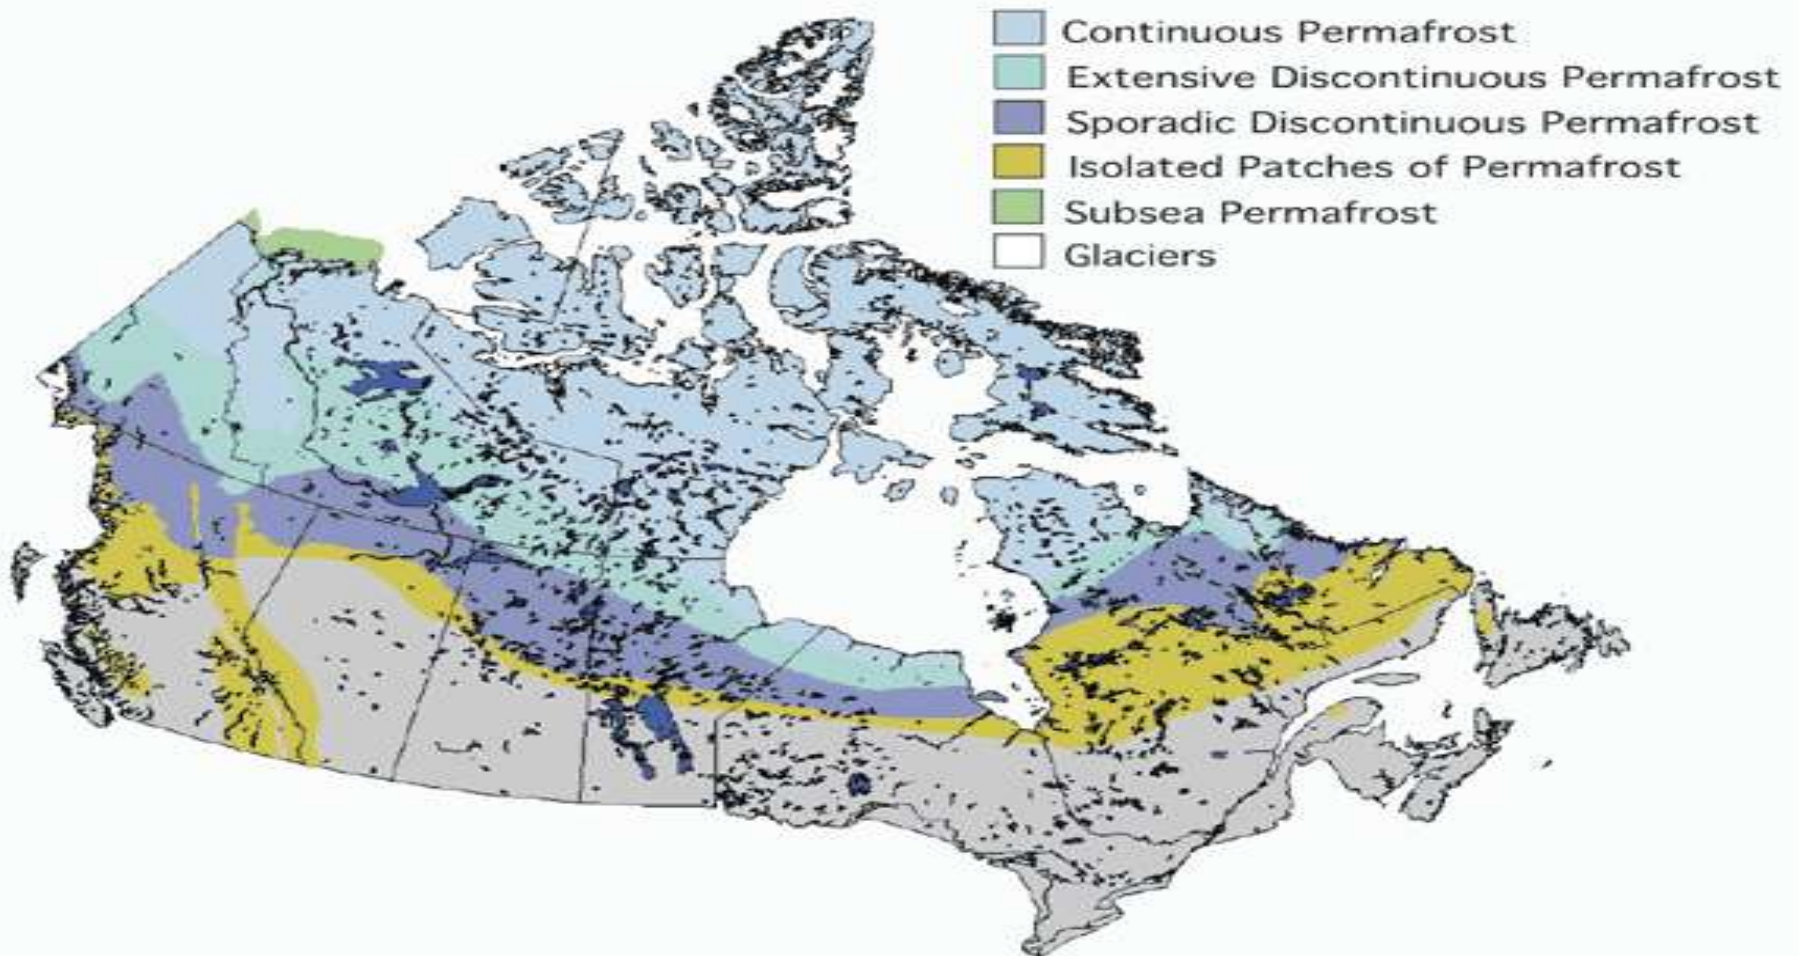 Continuous Permafrost
Extensive Discontinuous Permafrost
Sporadic Discontinuous Permafrost
Isolated Patches of Permafrost
Subsea Permafrost
Glaciers